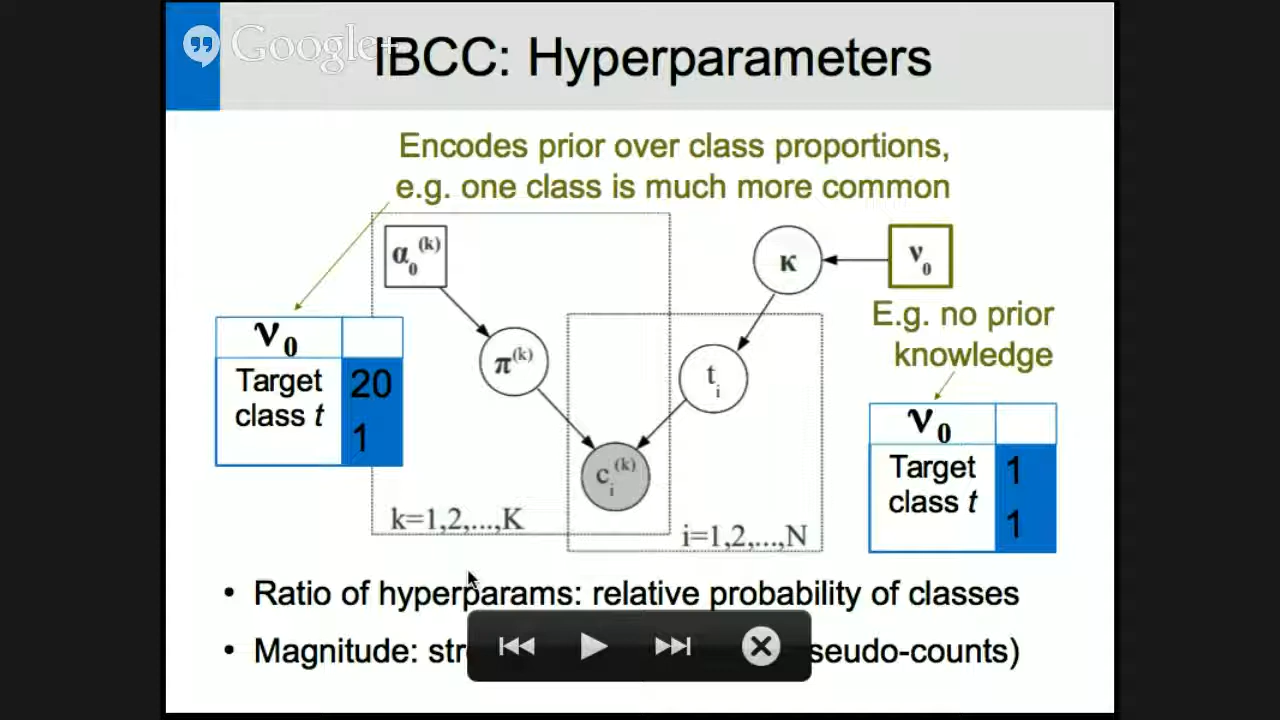 Google+
IBCC: Hyperparameters
Encodes prior over class proportions,
e.g. one class is much more common
α0(k)
κ
ν0
E.g. no prior
knowledge
ν0
Target
class t
20
1
π(k)
ti
ci(k)
ν0
Target
class t
1
1
k=1,2,...,K
i=1,2,...,N
• Ratio of hyperparams: relative probability of classes
• Magnitude: seudo-counts)